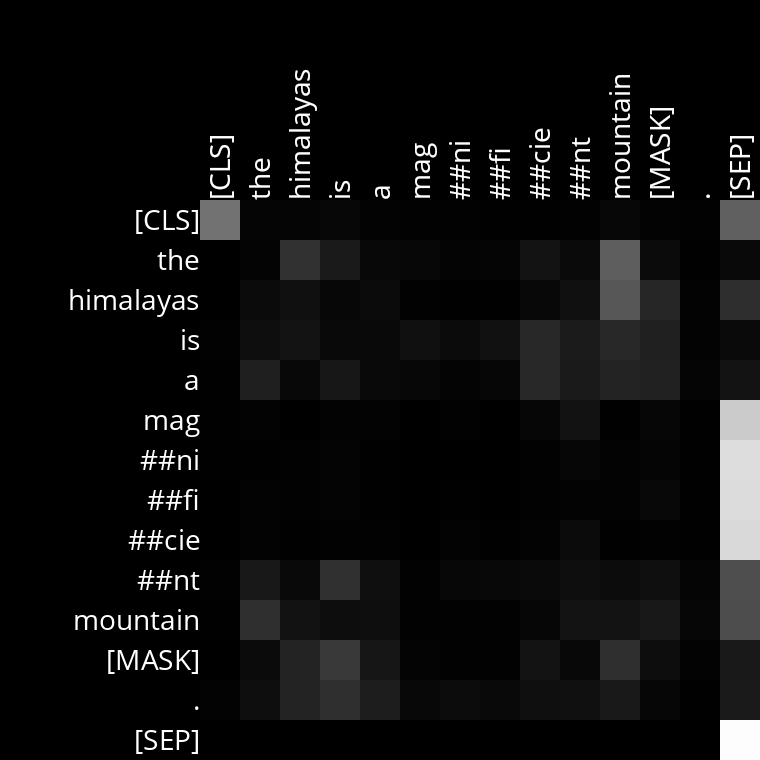 [CLS]
the
himalayas
is
a
mag
##ni
##fi
##cie
##nt
mountain
[MASK]
.
[SEP]
[CLS]
the
himalayas
is
a
mag
##ni
##fi
##cie
##nt
mountain
[MASK]
.
[SEP]